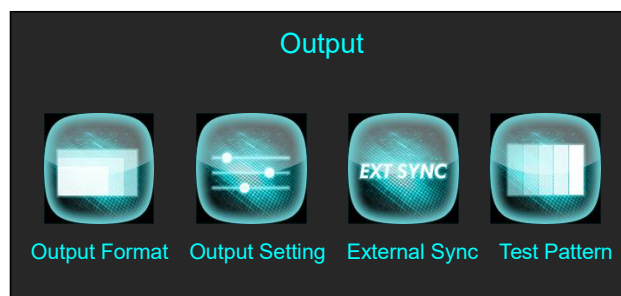 Output
EXT SYNC
Output Format Output Setting External Sync Test Pattern